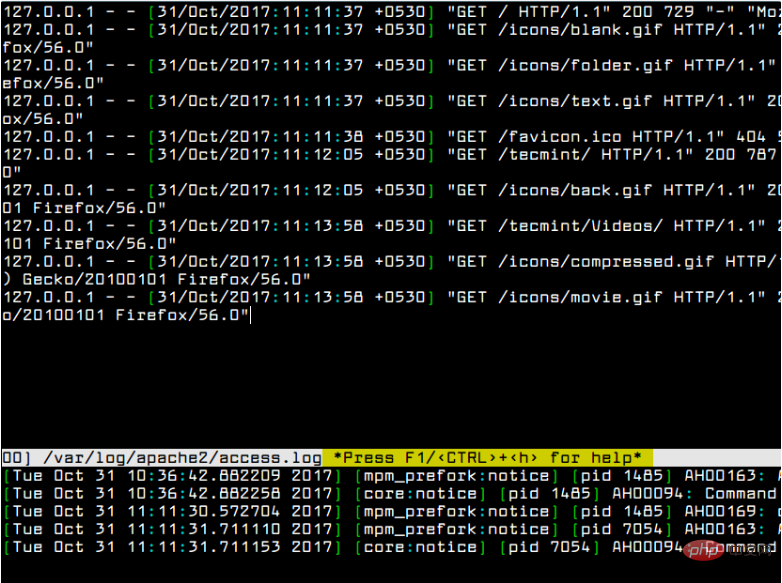 127.0.0.1 - - [31/Oct/2017:11:11:37 +0530] "GET / HTTP/1.1" 200 729 "-" "Moz
127.0.0.1 - - [31/Oct/2017:11:11:37 +0530] "GET /icons/blank.gif HTTP/1.1" 2
fox/56.0"
127.0.0.1 - - [31/Oct/2017:11:11:37 +0530] "GET /icons/folder.gif HTTP/1.1"
efox/56.0"
127.0.0.1 - - [31/Oct/2017:11:11:37 +0530] "GET /icons/text.gif HTTP/1.1" 20
ox/56.0"
127.0.0.1 - - [31/Oct/2017:11:11:38 +0530] "GET /favicon.ico HTTP/1.1" 404
127.0.0.1 - - [31/Oct/2017:11:12:05 +0530] "GET /tecmint/ HTTP/1.1" 200 787
0"
127.0.0.1 - - [31/Oct/2017:11:12:05 +0530] "GET /icons/back.gif HTTP/1.1" 20
01 Firefox/56.0"
127.0.0.1 - - [31/Oct/2017:11:13:58 +0530] "GET /tecmint/Videos/ HTTP/1.1" 2
101 Firefox/56.0"
127.0.0.1 - - [31/Oct/2017:11:13:58 +0530] "GET /icons/compressed.gif HTTP/1
) Gecko/20100101 Firefox/56.0"
127.0.0.1 - - [31/Oct/2017:11:13:58 +0530] "GET /icons/movie.gif HTTP/1.1" 2
o/20100101 Firefox/56.0"
00] /var/log/apache2/access.log *Press F1/<CTRL>+<h> for help*
[Tue Oct 31 10:36:42.882209 2017] [mpm_prefork:notice] [pid 1485] AH00163: A
[Tue Oct 31 10:36:42.882258 2017] [core:notice] [pid 1485] AH00094: Command
[Tue Oct 31 11:11:30.572704 2017] [mpm_prefork:notice] [pid 1485] AH00169: c
[Tue Oct 31 11:11:31.711110 2017] [mpm_prefork:notice] [pid 7054] AH00163: A
[Tue Oct 31 11:11:31.711153 2017] [core:notice] [pid 7054] AH00094: Command
php